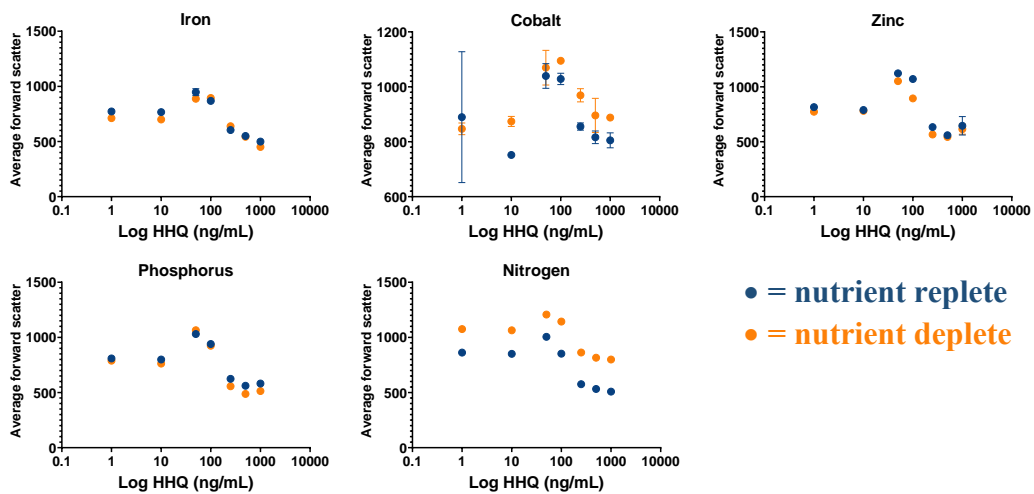 Iron
Average forward scatter
1500
1000
500
0
0.1 1 10 100 1000 10000
Log HHQ (ng/mL)
Cobalt
Average forward scatter
1200
1000
800
600
0.1 1 10 100 1000 10000
Log HHQ (ng/mL)
Zinc
Average forward scatter
1500
1000
500
0
0.1 1 10 100 1000 10000
Log HHQ (ng/mL)
Phosphorus
Average forward scatter
1500
1000
500
0
0.1 1 10 100 1000 10000
Log HHQ (ng/mL)
Nitrogen
Average forward scatter
1500
1000
500
0
0.1 1 10 100 1000 10000
Log HHQ (ng/mL)
= nutrient replete
= nutrient deplete